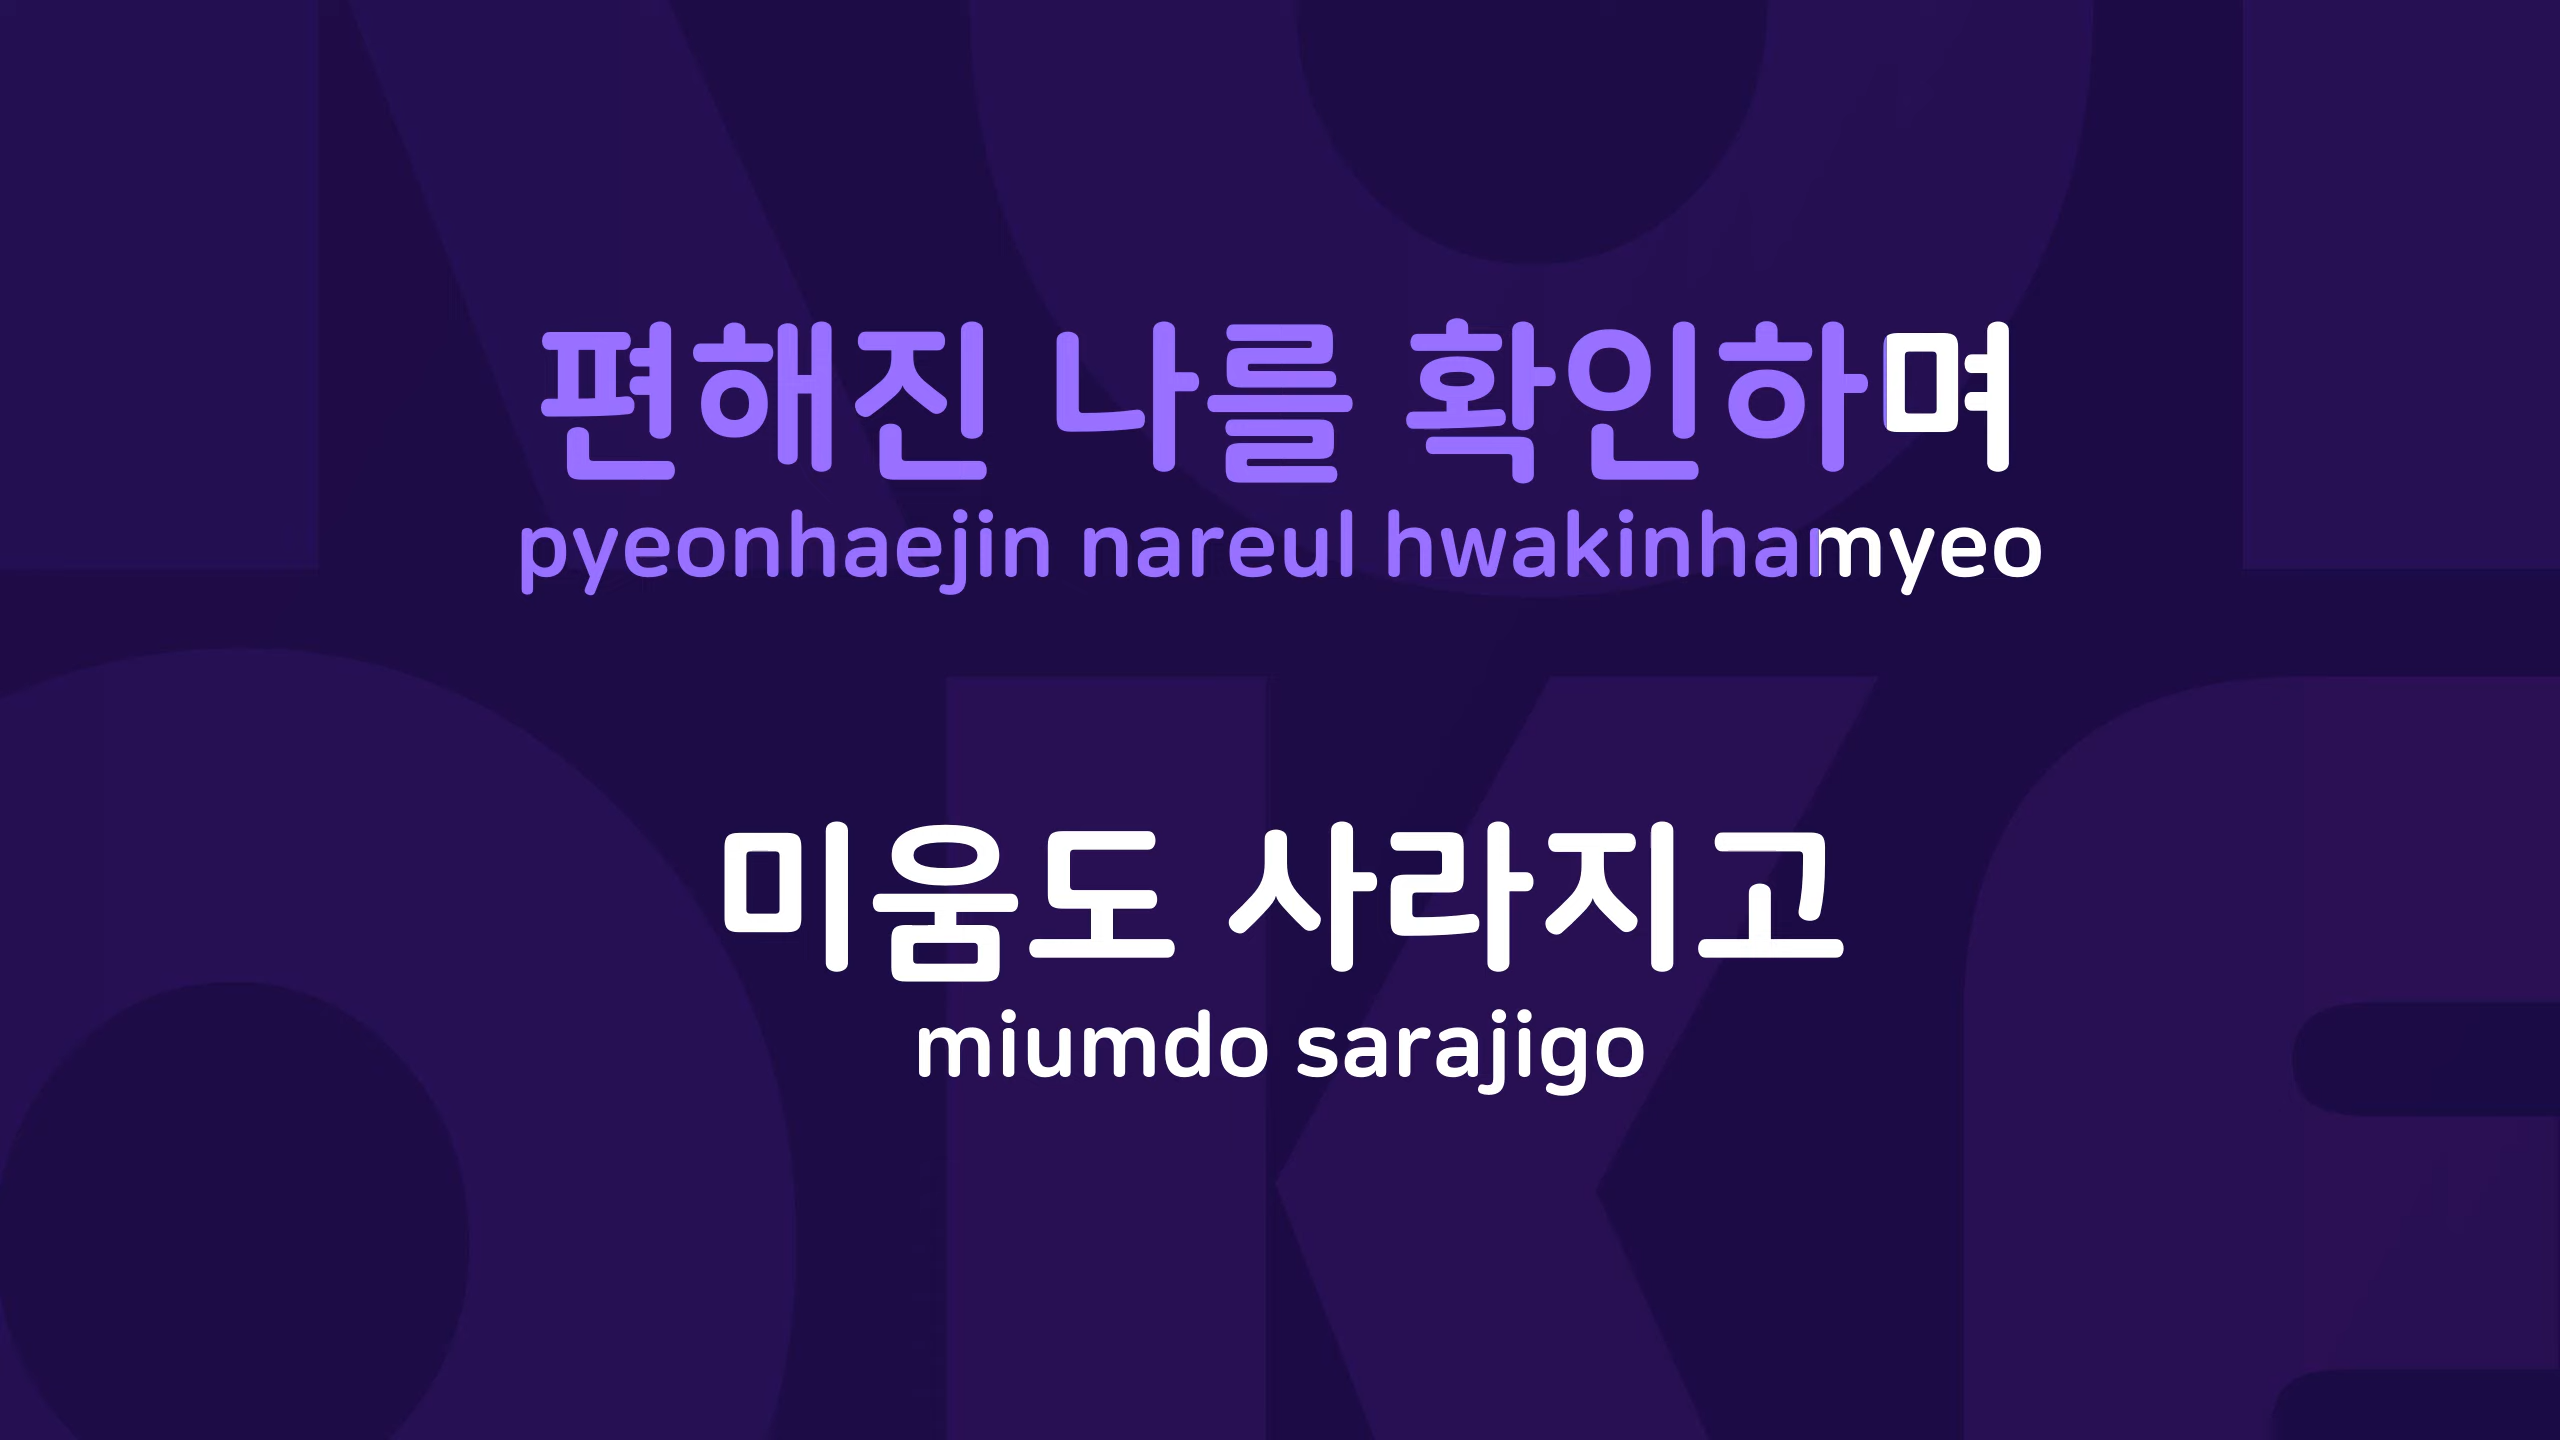 편해진 나를 확인하며
pyeonhaejin nareul hwakinhamyeo
미움도 사라지고
miumdo sarajigo